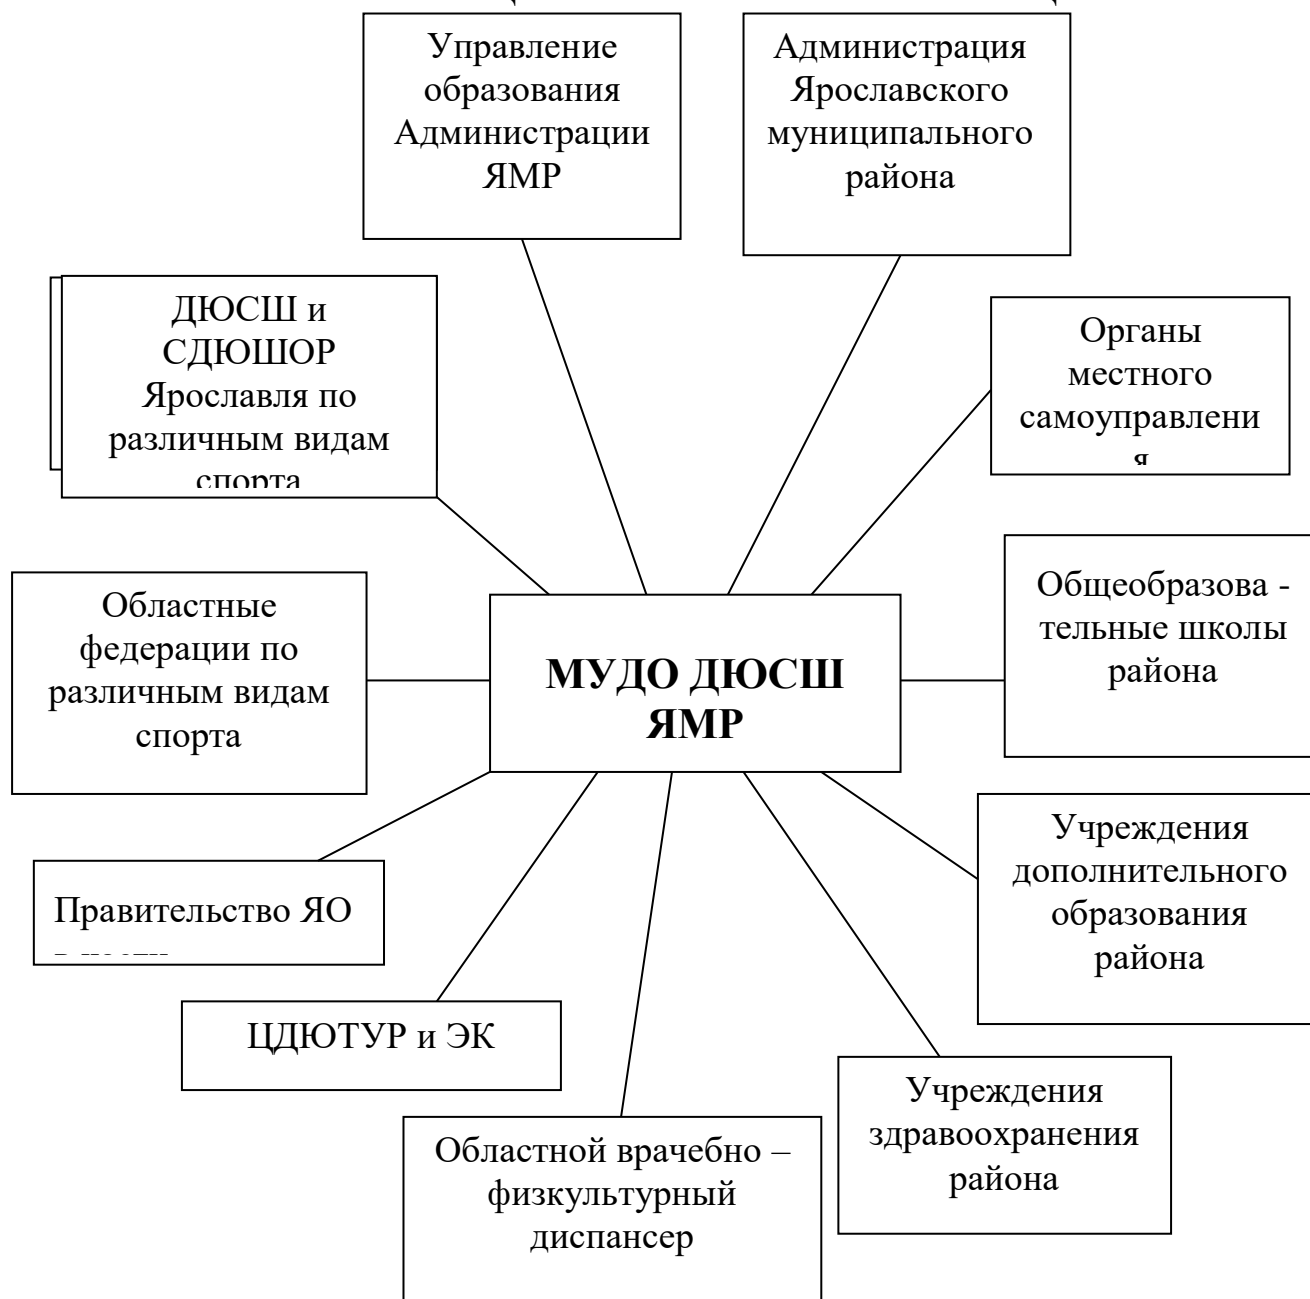 Управление
образования
Администрации
ЯМР
Администрация
Ярославского
муниципального
района
ДЮСШ и
СДЮШОР
Ярославля по
различным видам
спорта
Органы
местного
самоуправлени
я
Общеобразова -
тельные школы
района
Областные
федерации по
различным видам
спорта
МУДО ДЮСШ
ЯМР
Учреждения
дополнительного
образования
района
Правительство ЯО
ЦДЮТУР и ЭК
Учреждения
здравоохранения
района
Областной врачебно –
физкультурный
диспансер